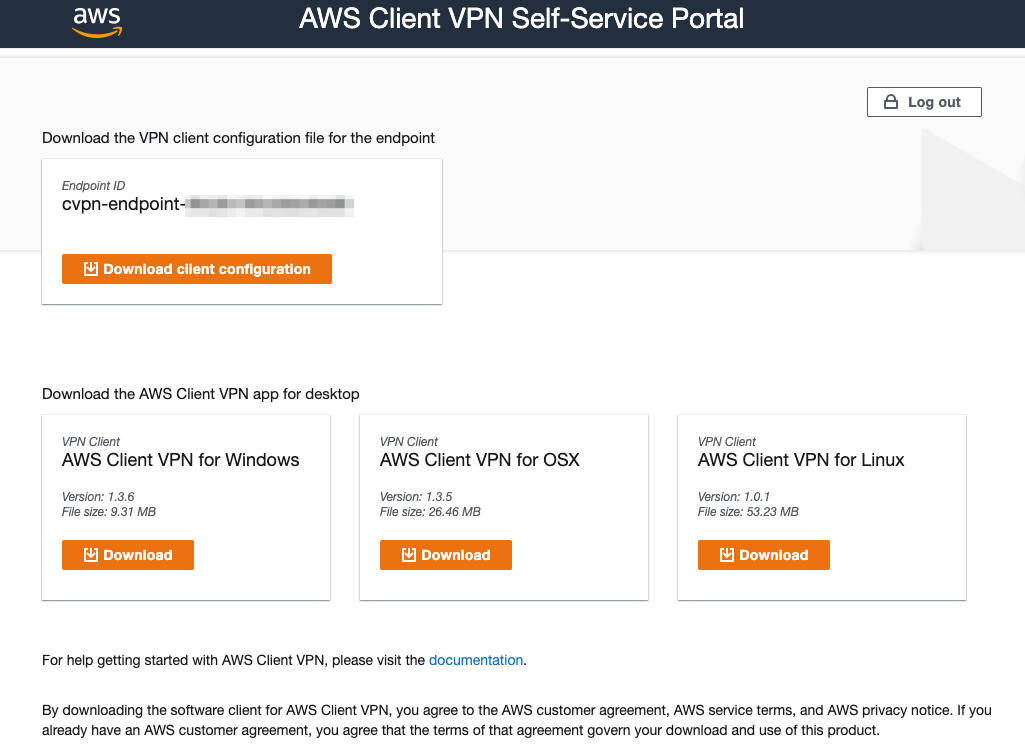 aws
AWS Client VPN Self-Service Portal
Log out
Download the VPN client configuration file for the endpoint
Endpoint ID
cvpn-endpoint-
Download client configuration
Download the AWS Client VPN app for desktop
VPN Client
AWS Client VPN for Windows
Version: 1.3.6
File size: 9.31 MB
Download
VPN Client
AWS Client VPN for OSX
Version: 1.3.5
File size: 26.46 MB
Download
VPN Client
AWS Client VPN for Linux
Version: 1.0.1
File size: 53.23 MB
Download
For help getting started with AWS Client VPN, please visit the documentation.
By downloading the software client for AWS Client VPN, you agree to the AWS customer agreement, AWS service terms, and AWS privacy notice. If you
already have an AWS customer agreement, you agree that the terms of that agreement govern your download and use of this product.